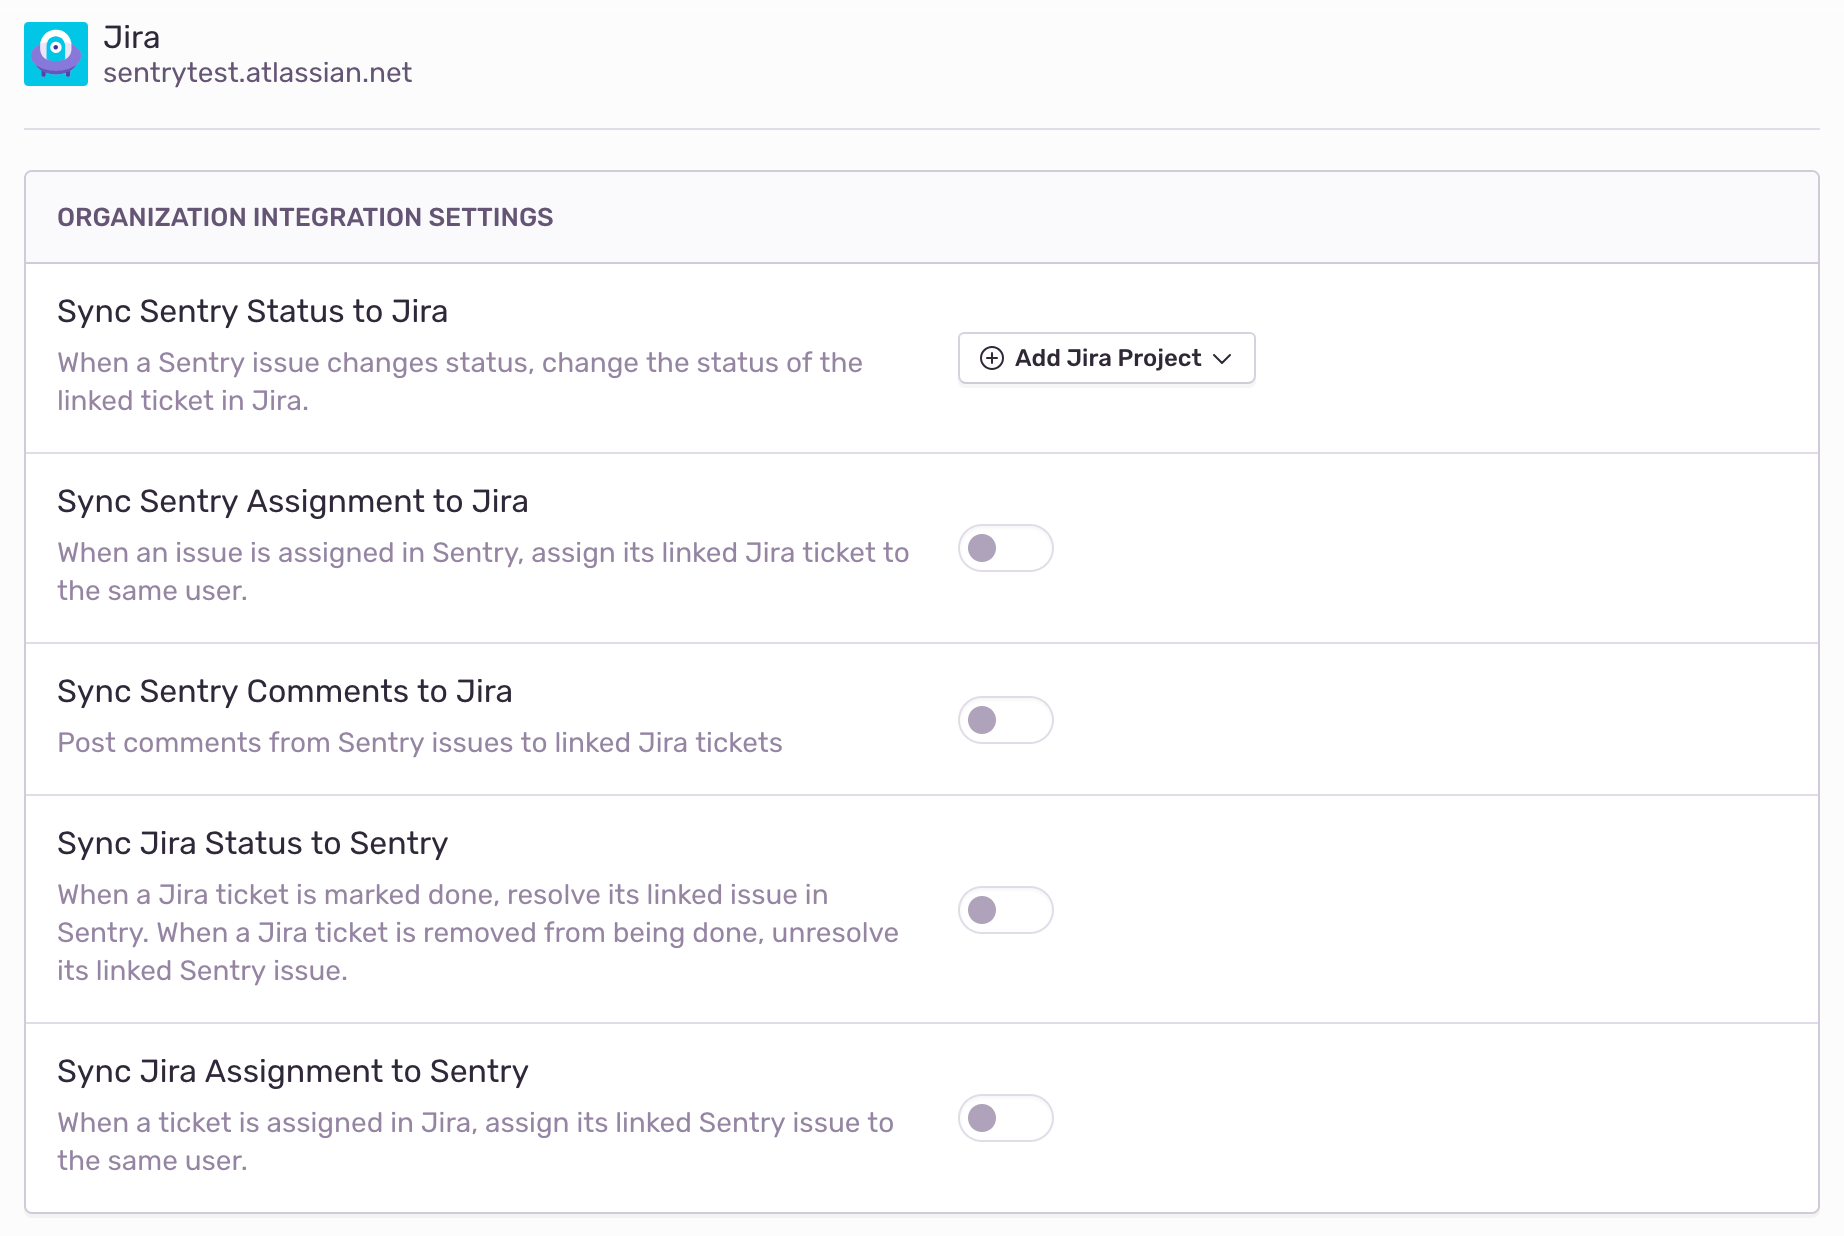 Jira
sentrytest.atlassian.net
ORGANIZATION INTEGRATION SETTINGS
Sync Sentry Status to Jira
When a Sentry issue changes status, change the status of the
linked ticket in Jira.
Add Jira Project
Sync Sentry Assignment to Jira
When an issue is assigned in Sentry, assign its linked Jira ticket to
the same user.
Sync Sentry Comments to Jira
Post comments from Sentry issues to linked Jira tickets
Sync Jira Status to Sentry
When a Jira ticket is marked done, resolve its linked issue in
Sentry. When a Jira ticket is removed from being done, unresolve
its linked Sentry issue.
Sync Jira Assignment to Sentry
When a ticket is assigned in Jira, assign its linked Sentry issue to
the same user.